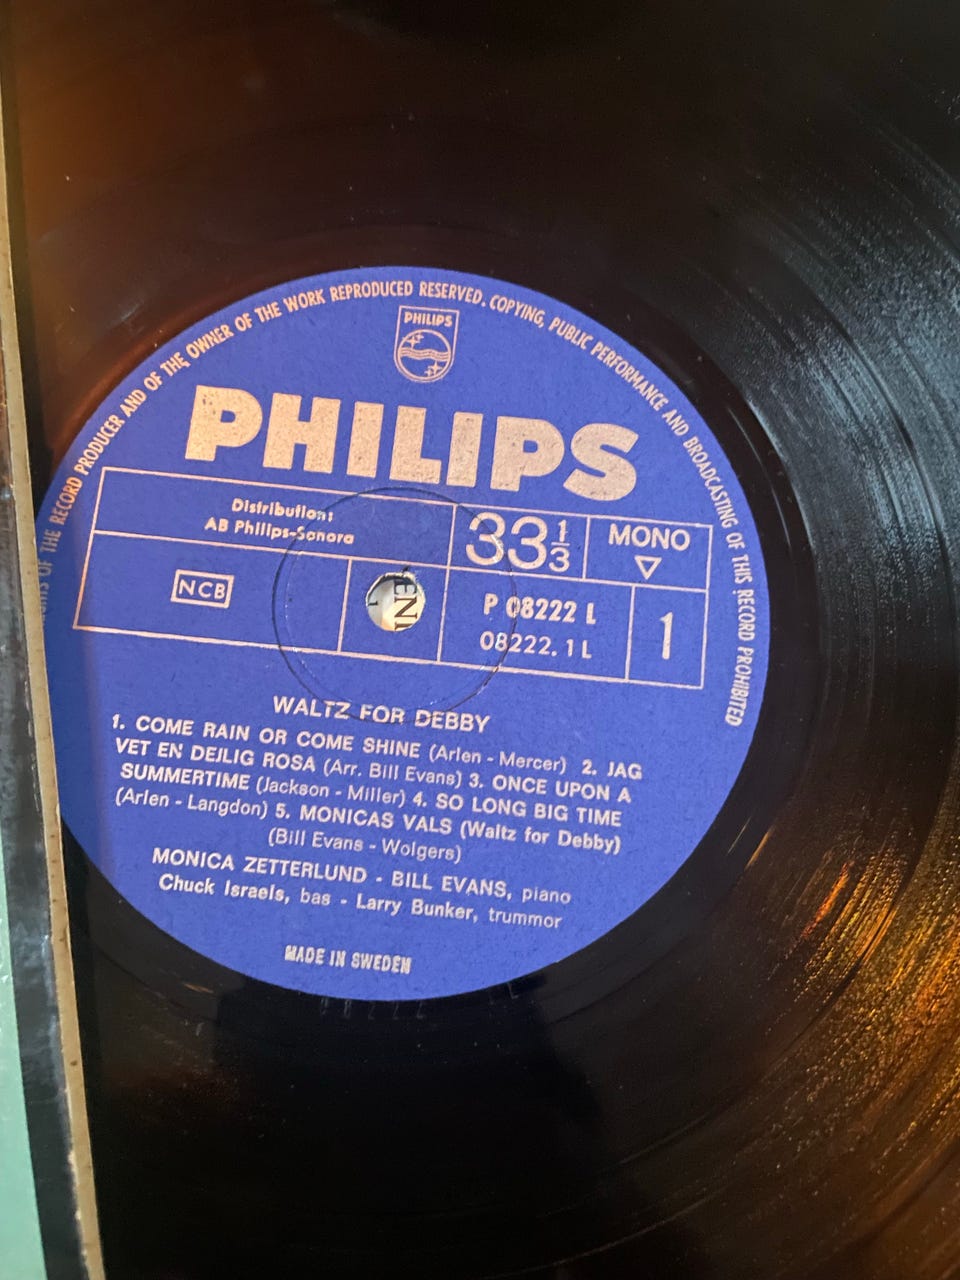 OF THE RECORD PRODUCER AND OF THE OWNER OF THE WORK REPRODUCED RESERVED. COPYING, PUBLIC PERFORMANCE AND BROADCASTING OF THIS RECORD PROHIBITED
PHILIPS
PHILIPS
Distribution:
AB Philips-Sonora
33 1/3
MONO
NCB
EN
P 08222 L
08222.1L
1
WALTZ FOR DEBBY
1. COME RAIN OR COME SHINE (Arlen - Mercer) 2. JAG
VET EN DEJLIG ROSA (Arr. Bill Evans) 3. ONCE UPON A
SUMMERTIME (Jackson - Miller) 4. SO LONG BIG TIME
(Arlen - Langdon) 5. MONICAS VALS (Waltz for Debby)
(Bill Evans - Wolgers)
MONICA ZETTERLUND - BILL EVANS, piano
Chuck Israels, bas - Larry Bunker, trummor
MADE IN SWEDEN